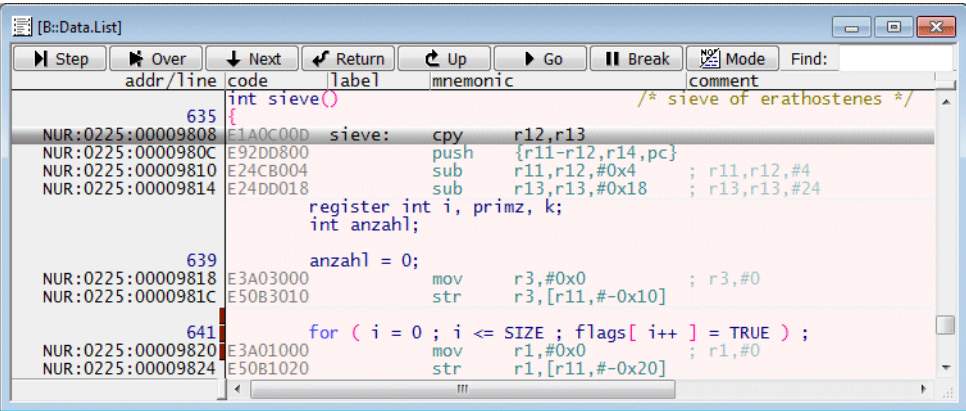 [B::Data.List]
Step Over Next Return Up Go Break Mode Find:
addr/line code label mnemonic comment
int sieve() /* sieve of erathostenes */
635 {
NUR:0225:00009808 E1A0C00D sieve: cpy r12,r13
NUR:0225:0000980C E92DD800 push {r11-r12,r14,pc}
NUR:0225:00009810 E24CB004 sub r11,r12,#0x4 ; r11,r12,#4
NUR:0225:00009814 E24DD018 sub r13,r13,#0x18 ; r13,r13,#24
register int i, primz, k;
int anzahl;
639 anzahl = 0;
NUR:0225:00009818 E3A03000 mov r3,#0x0 ; r3,#0
NUR:0225:0000981C E50B3010 str r3,[r11,#-0x10]
641 for ( i = 0 ; i <= SIZE ; flags[ i++ ] = TRUE ) ;
NUR:0225:00009820 E3A01000 mov r1,#0x0 ; r1,#0
NUR:0225:00009824 E50B1020 str r1,[r11,#-0x20]